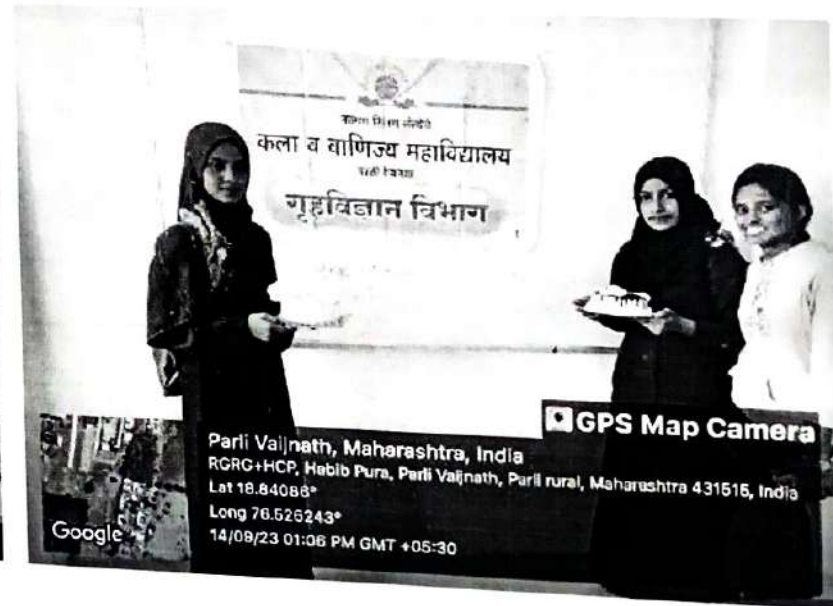 कला व वाणिज्य महाविद्यालय
गृहविज्ञान विभाग
GPS Map Camera
Parli Vaijnath, Maharashtra, India
RGRG+HCP, Habib Pura, Parli Vaijnath, Parli rural, Maharashtra 431515, India
Lat 18.84086°
Long 76.526243°
14/09/23 01:06 PM GMT +05:30
Google